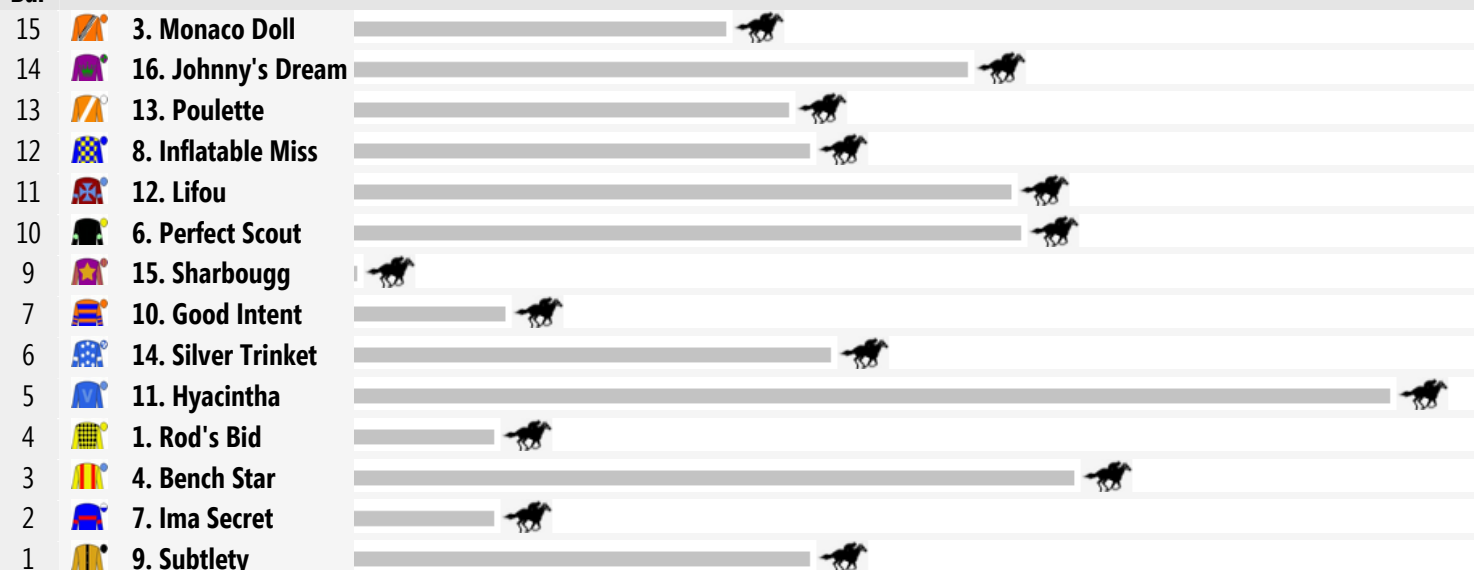 Bar
15 3. Monaco Doll
14 16. Johnny's Dream
13 13. Poulette
12 8. Inflatable Miss
11 12. Lifou
10 6. Perfect Scout
9 15. Sharbougg
7 10. Good Intent
6 14. Silver Trinket
5 V 11. Hyacintha
4 1. Rod's Bid
3 4. Bench Star
2 7. Ima Secret
1 9. Subtlety